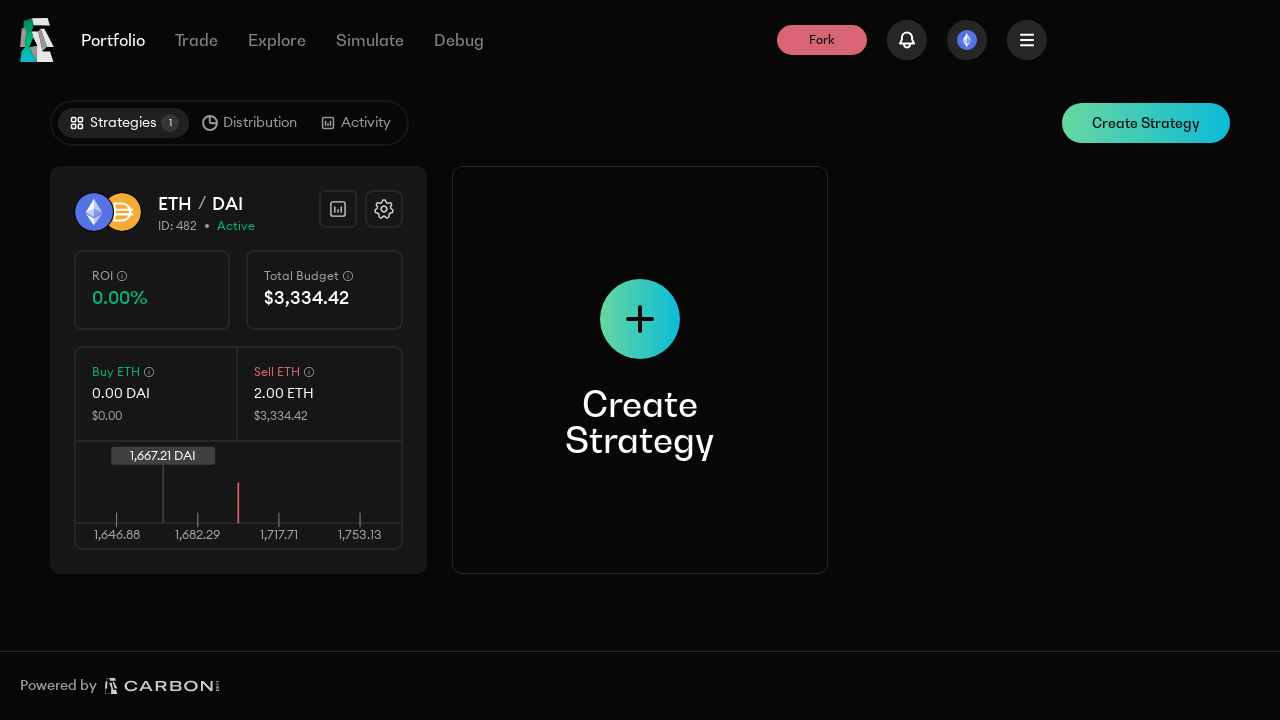 Portfolio Trade Explore Simulate Debug Fork
Strategies 1 Distribution Activity Create Strategy
ETH / DAI
ID: 482 • Active
ROI
0.00%
Total Budget
$3,334.42
Buy ETH
0.00 DAI
$0.00
Sell ETH
2.00 ETH
$3,334.42
1,667.21 DAI
1,646.88 1,682.29 1,717.71 1,753.13
Create
Strategy
Powered by CARBON